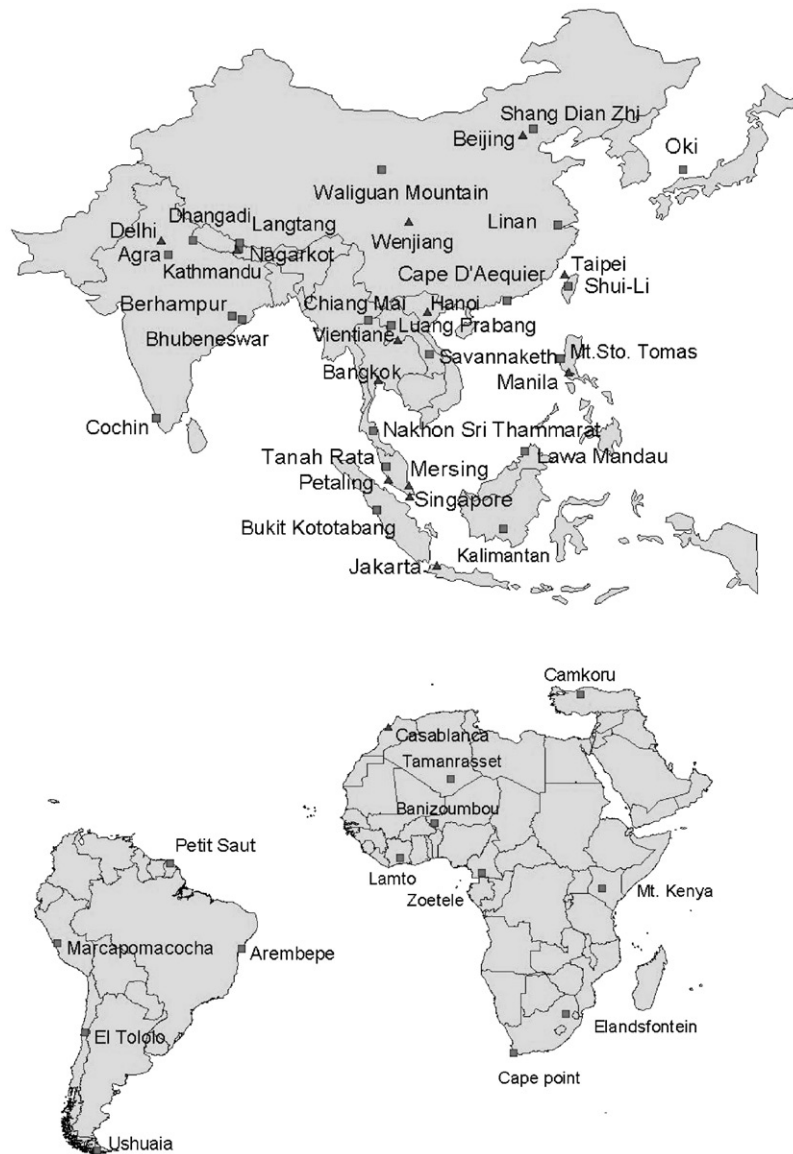 Shang Dian Zhi
Beijing
Oki
Waliguan Mountain
Dhangadi
Langtang
Linan
Delhi
Wenjiang
Agra
Nagarkot
Kathmandu
Cape D'Aequier
Taipei
Shui-Li
Berhampur
Chiang Mai
Hanoi
Bhubeneswar
Vientiane
Luang Prabang
Savannaketh
Mt.Sto. Tomas
Bangkok
Manila
Cochin
Nakhon Sri Thammarat
Tanah Rata
Mersing
Lawa Mandau
Petaling
Singapore
Bukit Kototabang
Kalimantan
Jakarta
Camkoru
Casablanca
Tamanrasset
Banizoumbou
Petit Saut
Lamto
Zoetele
Mt. Kenya
Marcapomacocha
Arembepe
El Tololo
Elandsfontein
Cape point
Ushuaia